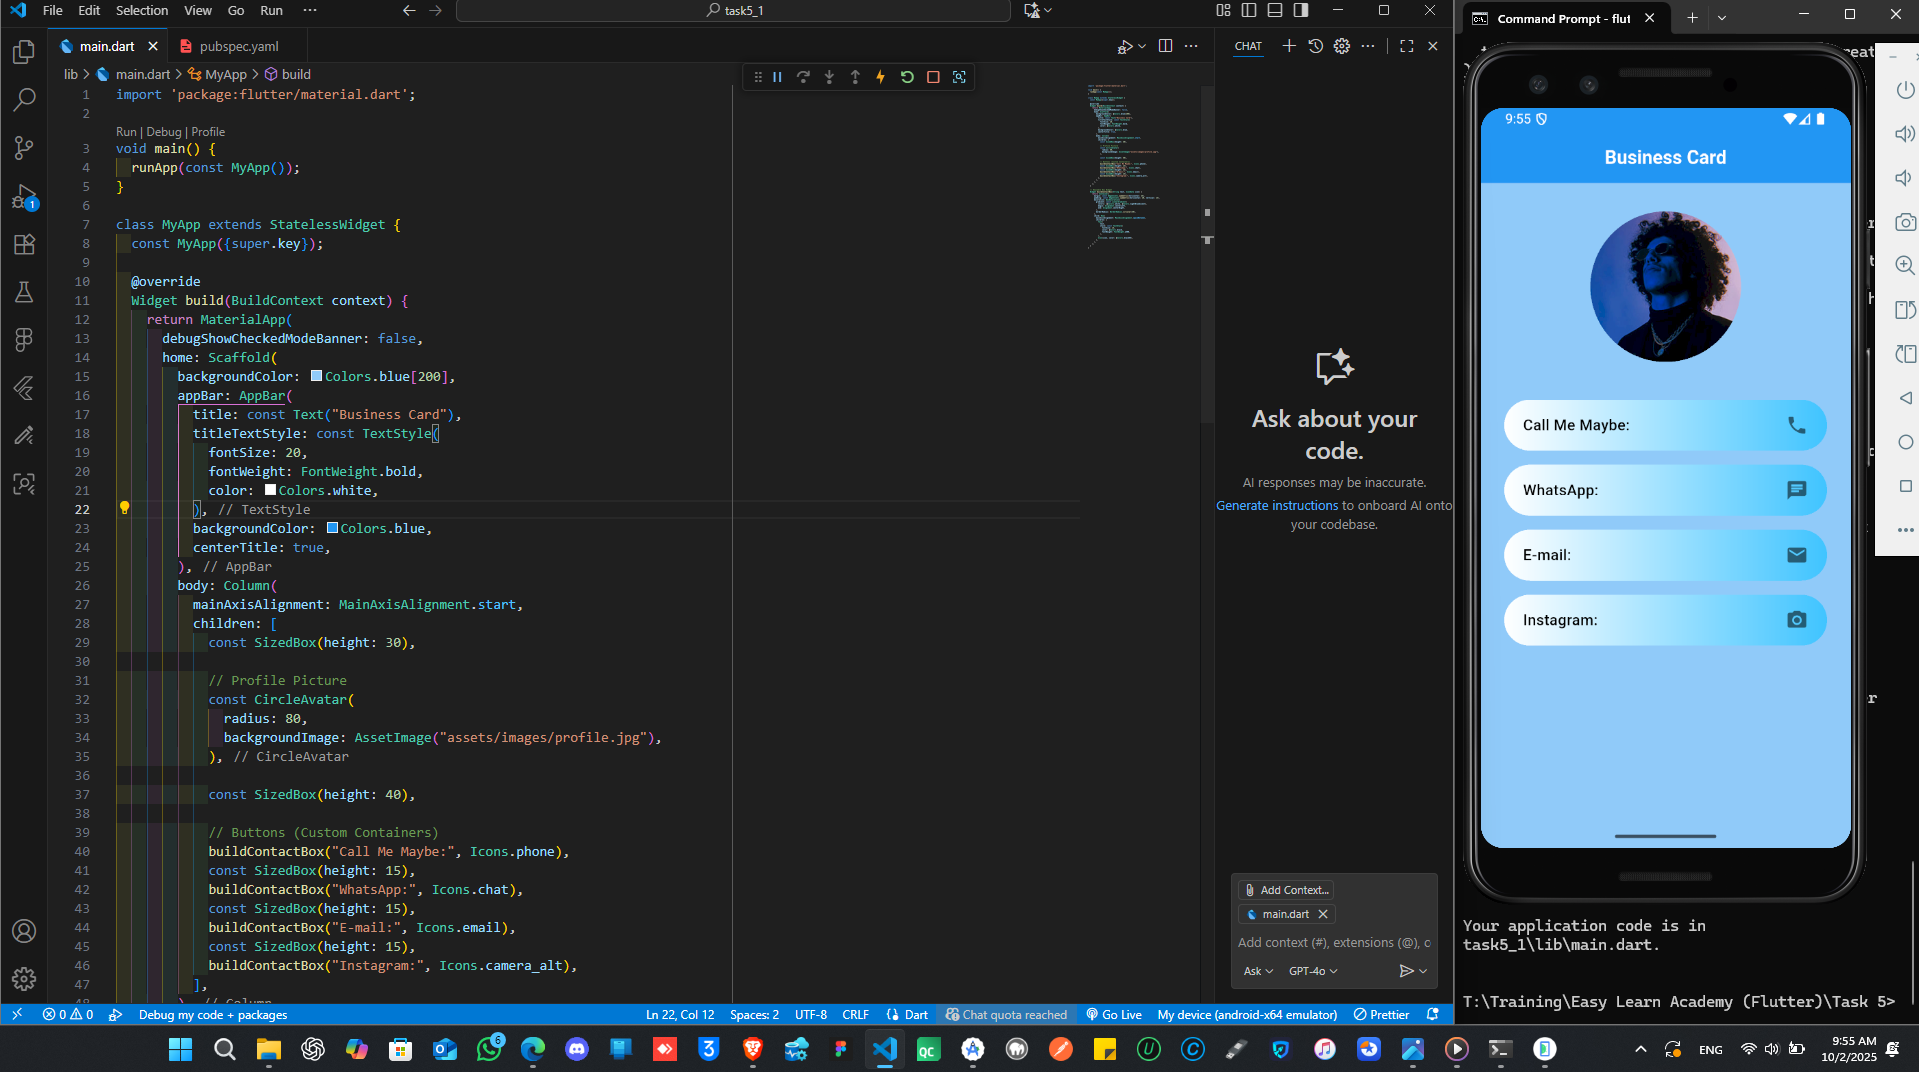 File Edit Selection View Go Run ··· task5_1
main.dart pubspec.yaml
lib > main.dart > MyApp > build
1 import 'package:flutter/material.dart';
2
Run | Debug | Profile
3 void main() {
4 runApp(const MyApp());
5 }
6
7 class MyApp extends StatelessWidget {
8 const MyApp({super.key});
9
10 @override
11 Widget build(BuildContext context) {
12 return MaterialApp(
13 debugShowCheckedModeBanner: false,
14 home: Scaffold(
15 backgroundColor: Colors.blue[200],
16 appBar: AppBar(
17 title: const Text("Business Card"),
18 titleTextStyle: const TextStyle(
19 fontSize: 20,
20 fontWeight: FontWeight.bold,
21 color: Colors.white,
22 ), // TextStyle
23 backgroundColor: Colors.blue,
24 centerTitle: true,
25 ), // AppBar
26 body: Column(
27 mainAxisAlignment: MainAxisAlignment.start,
28 children: [
29 const SizedBox(height: 30),
30
31 // Profile Picture
32 const CircleAvatar(
33 radius: 80,
34 backgroundImage: AssetImage("assets/images/profile.jpg"),
35 ), // CircleAvatar
36
37 const SizedBox(height: 40),
38
39 // Buttons (Custom Containers)
40 buildContactBox("Call Me Maybe:", Icons.phone),
41 const SizedBox(height: 15),
42 buildContactBox("WhatsApp:", Icons.chat),
43 const SizedBox(height: 15),
44 buildContactBox("E-mail:", Icons.email),
45 const SizedBox(height: 15),
46 buildContactBox("Instagram:", Icons.camera_alt),
47 ],
48 ), // Column
CHAT
Ask about your
code.
AI responses may be inaccurate.
Generate instructions to onboard AI onto
your codebase.
Add Context...
main.dart
Add context (#), extensions (@), c
Ask GPT-4o
Command Prompt - flut
9:55
Business Card
Call Me Maybe:
WhatsApp:
E-mail:
Instagram:
Your application code is in
task5_1\lib\main.dart.
T:\Training\Easy Learn Academy (Flutter)\Task 5>
0 0 Debug my code + packages Ln 22, Col 12 Spaces: 2 UTF-8 CRLF Dart Chat quota reached Go Live My device (android-x64 emulator) Prettier
1
6
QC
ENG
9:55 AM
10/2/2025